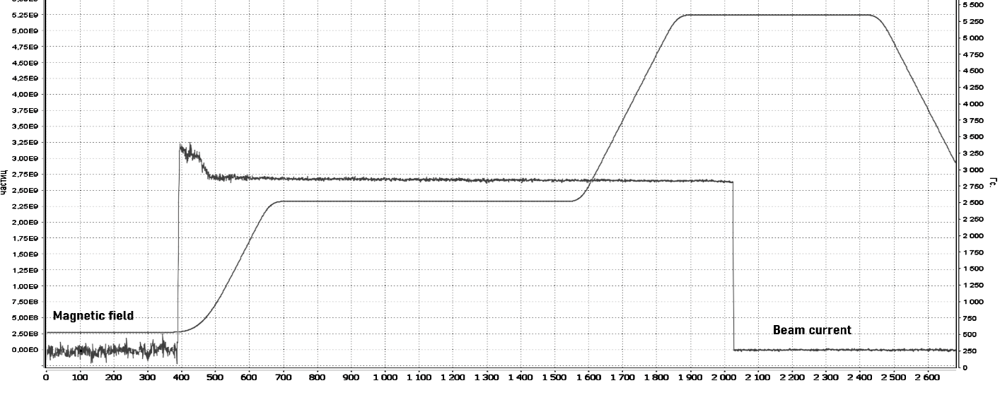 5,25E9
5,00E9
4,75E9
4,50E9
4,25E9
4,00E9
3,75E9
3,50E9
3,25E9
3,00E9
2,75E9
2,50E9
2,25E9
2,00E9
1,75E9
1,50E9
1,25E9
1,00E9
7,50E8
5,00E8
2,50E8
0,00E0
частиц
Magnetic field
Beam current
5 500
5 250
5 000
4 750
4 500
4 250
4 000
3 750
3 500
3 250
3 000
2 750
2 500
2 250
2 000
1 750
1 500
1 250
1 000
750
500
250
0
Гс.
0 100 200 300 400 500 600 700 800 900 1 000 1 100 1 200 1 300 1 400 1 500 1 600 1 700 1 800 1 900 2 000 2 100 2 200 2 300 2 400 2 500 2 600